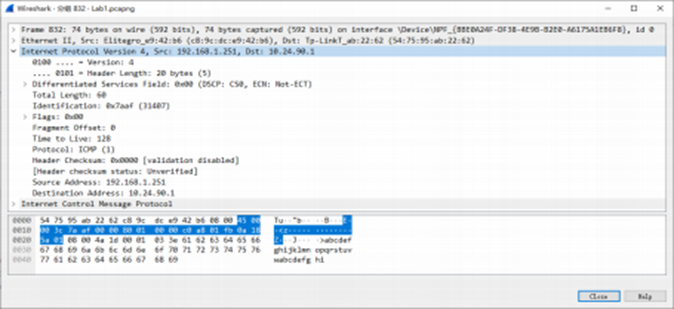 Wireshark · 分组 832 · Lab1.pcapng
Frame 832: 74 bytes on wire (592 bits), 74 bytes captured (592 bits) on interface \Device\NPF_{8BE0A24F-DF3B-4E9B-B2E0-A6175A1EB6FB}, id 0
Ethernet II, Src: Elitegro_e9:42:b6 (c8:9c:dc:e9:42:b6), Dst: Tp-LinkT_ab:22:62 (54:75:95:ab:22:62)
Internet Protocol Version 4, Src: 192.168.1.251, Dst: 10.24.90.1
0100 .... = Version: 4
.... 0101 = Header Length: 20 bytes (5)
Differentiated Services Field: 0x00 (DSCP: CS0, ECN: Not-ECT)
Total Length: 60
Identification: 0x7aaf (31407)
Flags: 0x00
Fragment Offset: 0
Time to Live: 128
Protocol: ICMP (1)
Header Checksum: 0x0000 [validation disabled]
[Header checksum status: Unverified]
Source Address: 192.168.1.251
Destination Address: 10.24.90.1
Internet Control Message Protocol
0000 54 75 95 ab 22 62 c8 9c dc e9 42 b6 08 00 45 00 Tu··"b·· ··B···E·
0010 00 3c 7a af 00 00 80 01 00 00 c0 a8 01 fb 0a 18 ·<z····· ········
0020 5a 01 08 00 4a 1d 00 01 03 3e 61 62 63 64 65 66 Z···J··· ·>abcdef
0030 67 68 69 6a 6b 6c 6d 6e 6f 70 71 72 73 74 75 76 ghijklmn opqrstuv
0040 77 61 62 63 64 65 66 67 68 69 wabcdefg hi
Close Help